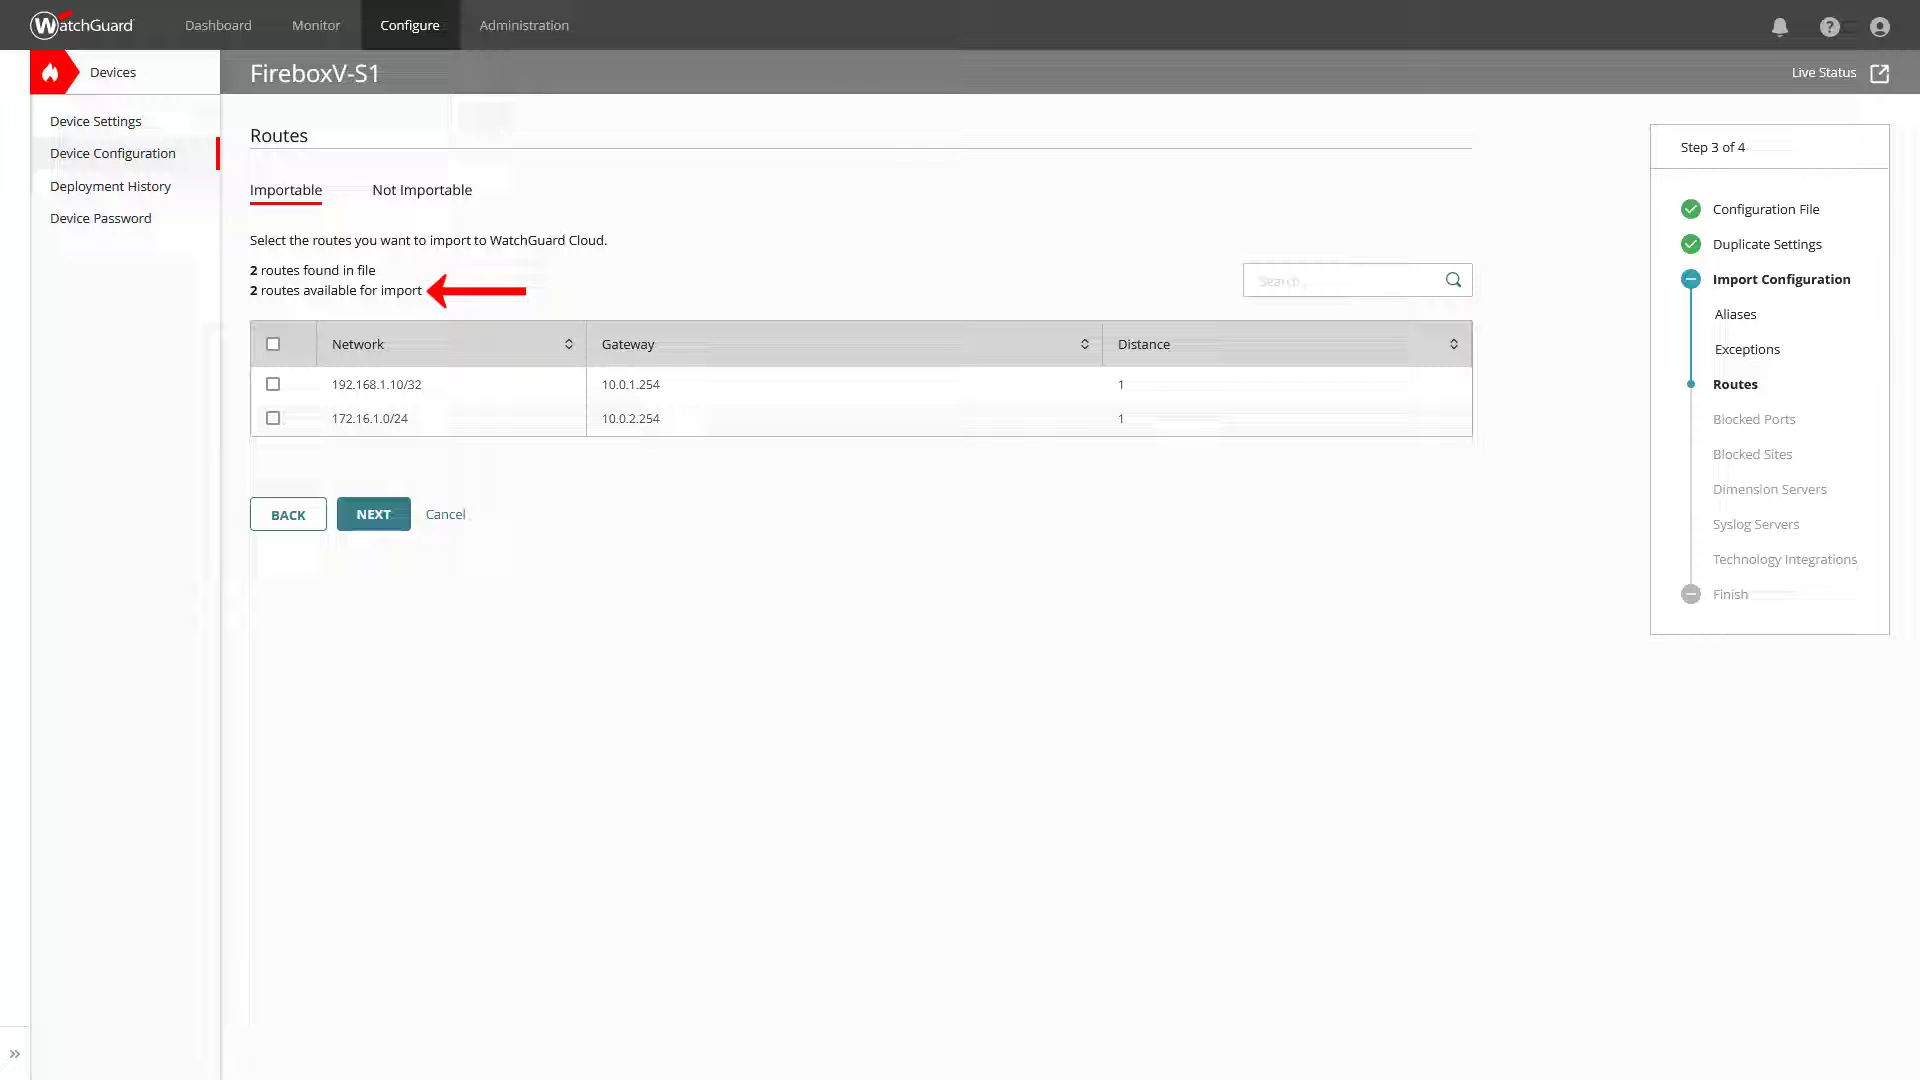 WatchGuard
Dashboard
Monitor
Configure
Administration
Devices
FireboxV-S1
Live Status
Device Settings
Device Configuration
Deployment History
Device Password
Routes
Importable
Not Importable
Select the routes you want to import to WatchGuard Cloud.
2 routes found in file
2 routes available for import
Search...
Network
Gateway
Distance
192.168.1.10/32
10.0.1.254
1
172.16.1.0/24
10.0.2.254
1
BACK
NEXT
Cancel
Step 3 of 4
Configuration File
Duplicate Settings
Import Configuration
Aliases
Exceptions
Routes
Blocked Ports
Blocked Sites
Dimension Servers
Syslog Servers
Technology Integrations
Finish